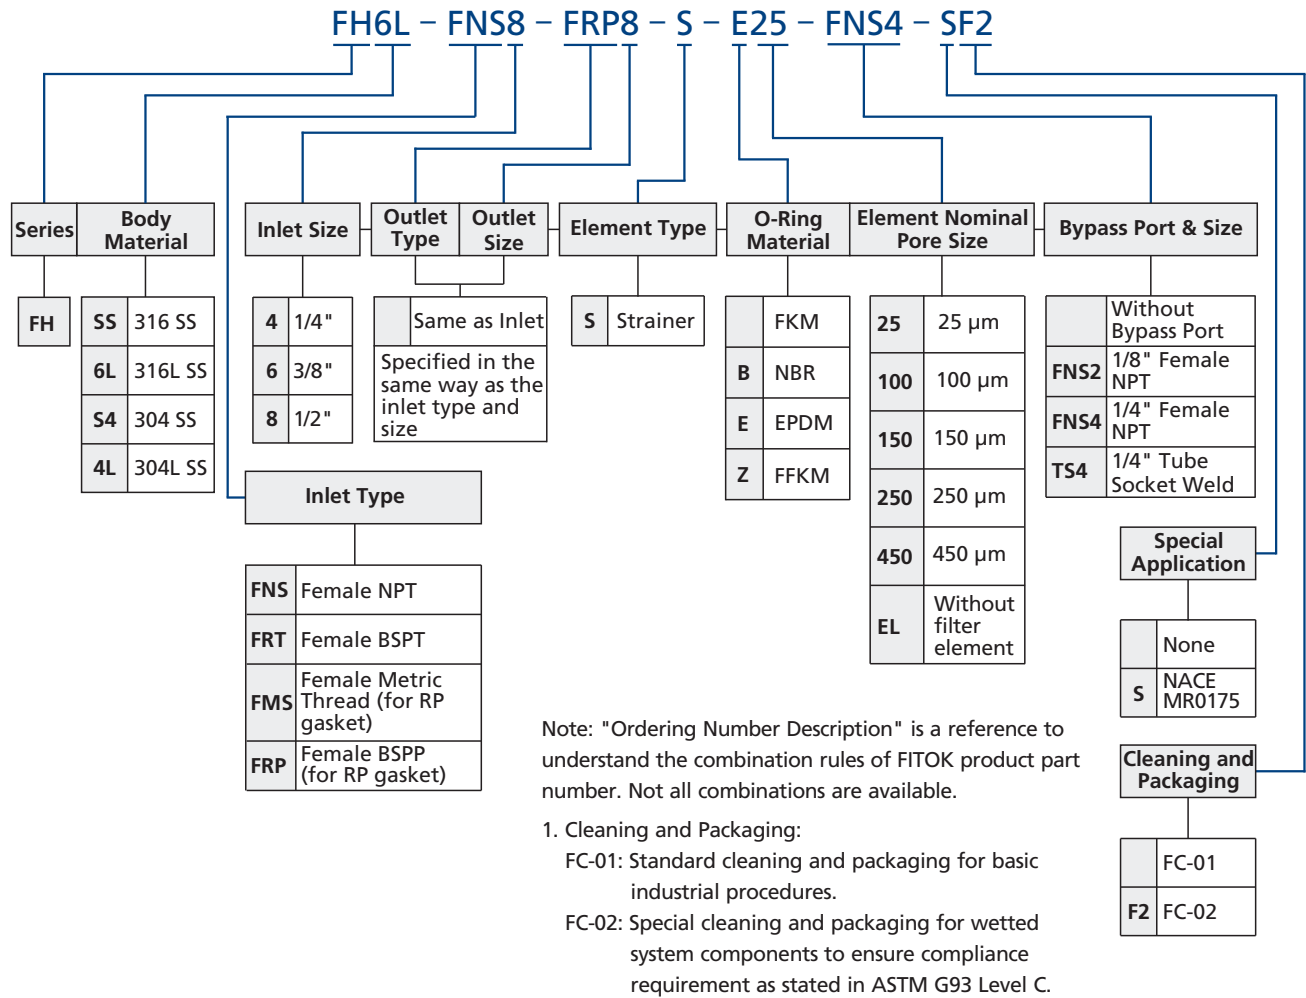 FH6L – FNS8 – FRP8 – S – E25 – FNS4 – SF2
Series
Body
Material
Inlet Size
Outlet
Type
Outlet
Size
Element Type
O-Ring
Material
Element Nominal
Pore Size
Bypass Port & Size
FH
SS 316 SS
6L 316L SS
S4 304 SS
4L 304L SS
4 1/4"
6 3/8"
8 1/2"
Same as Inlet
Specified in the
same way as the
inlet type and
size
S Strainer
FKM
B NBR
E EPDM
Z FFKM
25 25 μm
100 100 μm
150 150 μm
250 250 μm
450 450 μm
EL Without
filter
element
Without
Bypass Port
FNS2 1/8" Female
NPT
FNS4 1/4" Female
NPT
TS4 1/4" Tube
Socket Weld
Inlet Type
FNS Female NPT
FRT Female BSPT
FMS Female Metric
Thread (for RP
gasket)
FRP Female BSPP
(for RP gasket)
Special
Application
None
S NACE
MR0175
Cleaning and
Packaging
FC-01
F2 FC-02
Note: "Ordering Number Description" is a reference to
understand the combination rules of FITOK product part
number. Not all combinations are available.
1. Cleaning and Packaging:
FC-01: Standard cleaning and packaging for basic
industrial procedures.
FC-02: Special cleaning and packaging for wetted
system components to ensure compliance
requirement as stated in ASTM G93 Level C.